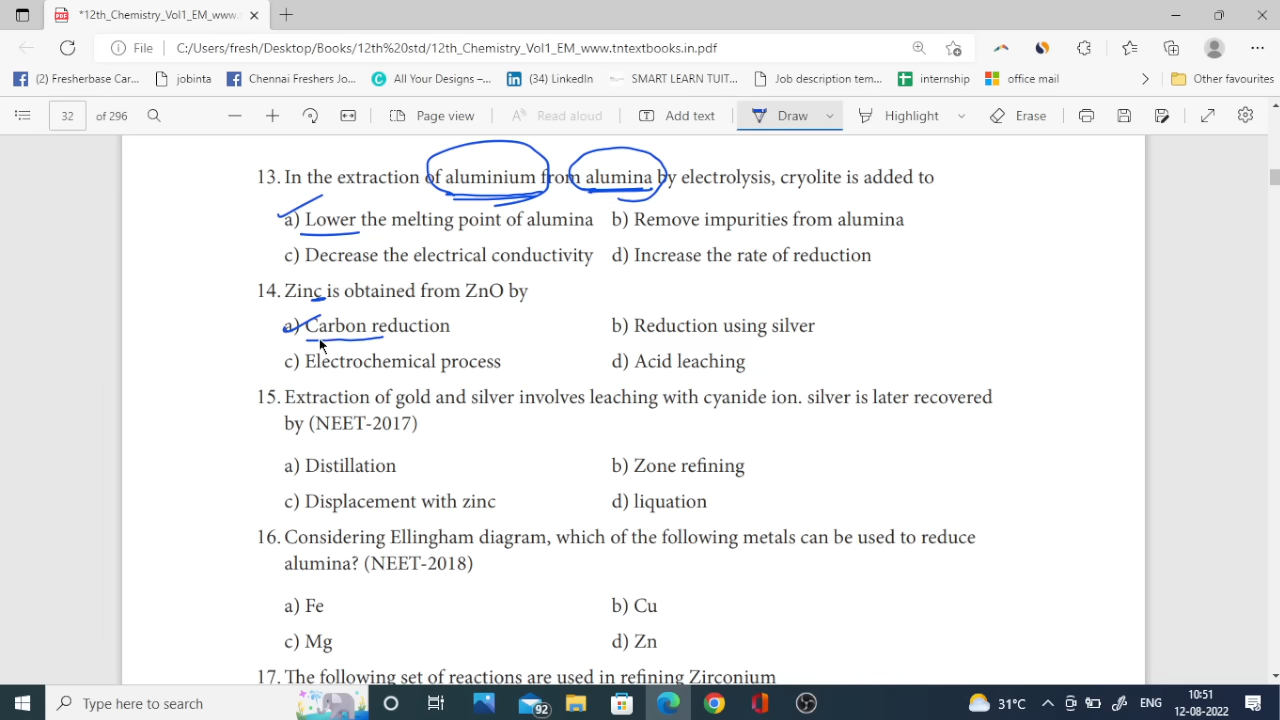 *12th_Chemistry_Vol1_EM_www.
File
C:/Users/fresh/Desktop/Books/12th%20std/12th_Chemistry_Vol1_EM_www.tntextbooks.in.pdf
(2) Fresherbase Car...
jobinta
Chennai Freshers Jo...
All Your Designs –...
(34) LinkedIn
SMART LEARN TUIT...
Job description tem...
internship
office mail
Other favourites
32 of 296
Page view
Read aloud
Add text
Draw
Highlight
Erase
13. In the extraction of aluminium from alumina by electrolysis, cryolite is added to
a) Lower the melting point of alumina b) Remove impurities from alumina
c) Decrease the electrical conductivity d) Increase the rate of reduction
14. Zinc is obtained from ZnO by
a) Carbon reduction b) Reduction using silver
c) Electrochemical process d) Acid leaching
15. Extraction of gold and silver involves leaching with cyanide ion. silver is later recovered
by (NEET-2017)
a) Distillation b) Zone refining
c) Displacement with zinc d) liquation
16. Considering Ellingham diagram, which of the following metals can be used to reduce
alumina? (NEET-2018)
a) Fe b) Cu
c) Mg d) Zn
17. The following set of reactions are used in refining Zirconium
Type here to search
92
31°C
ENG
10:51
12-08-2022